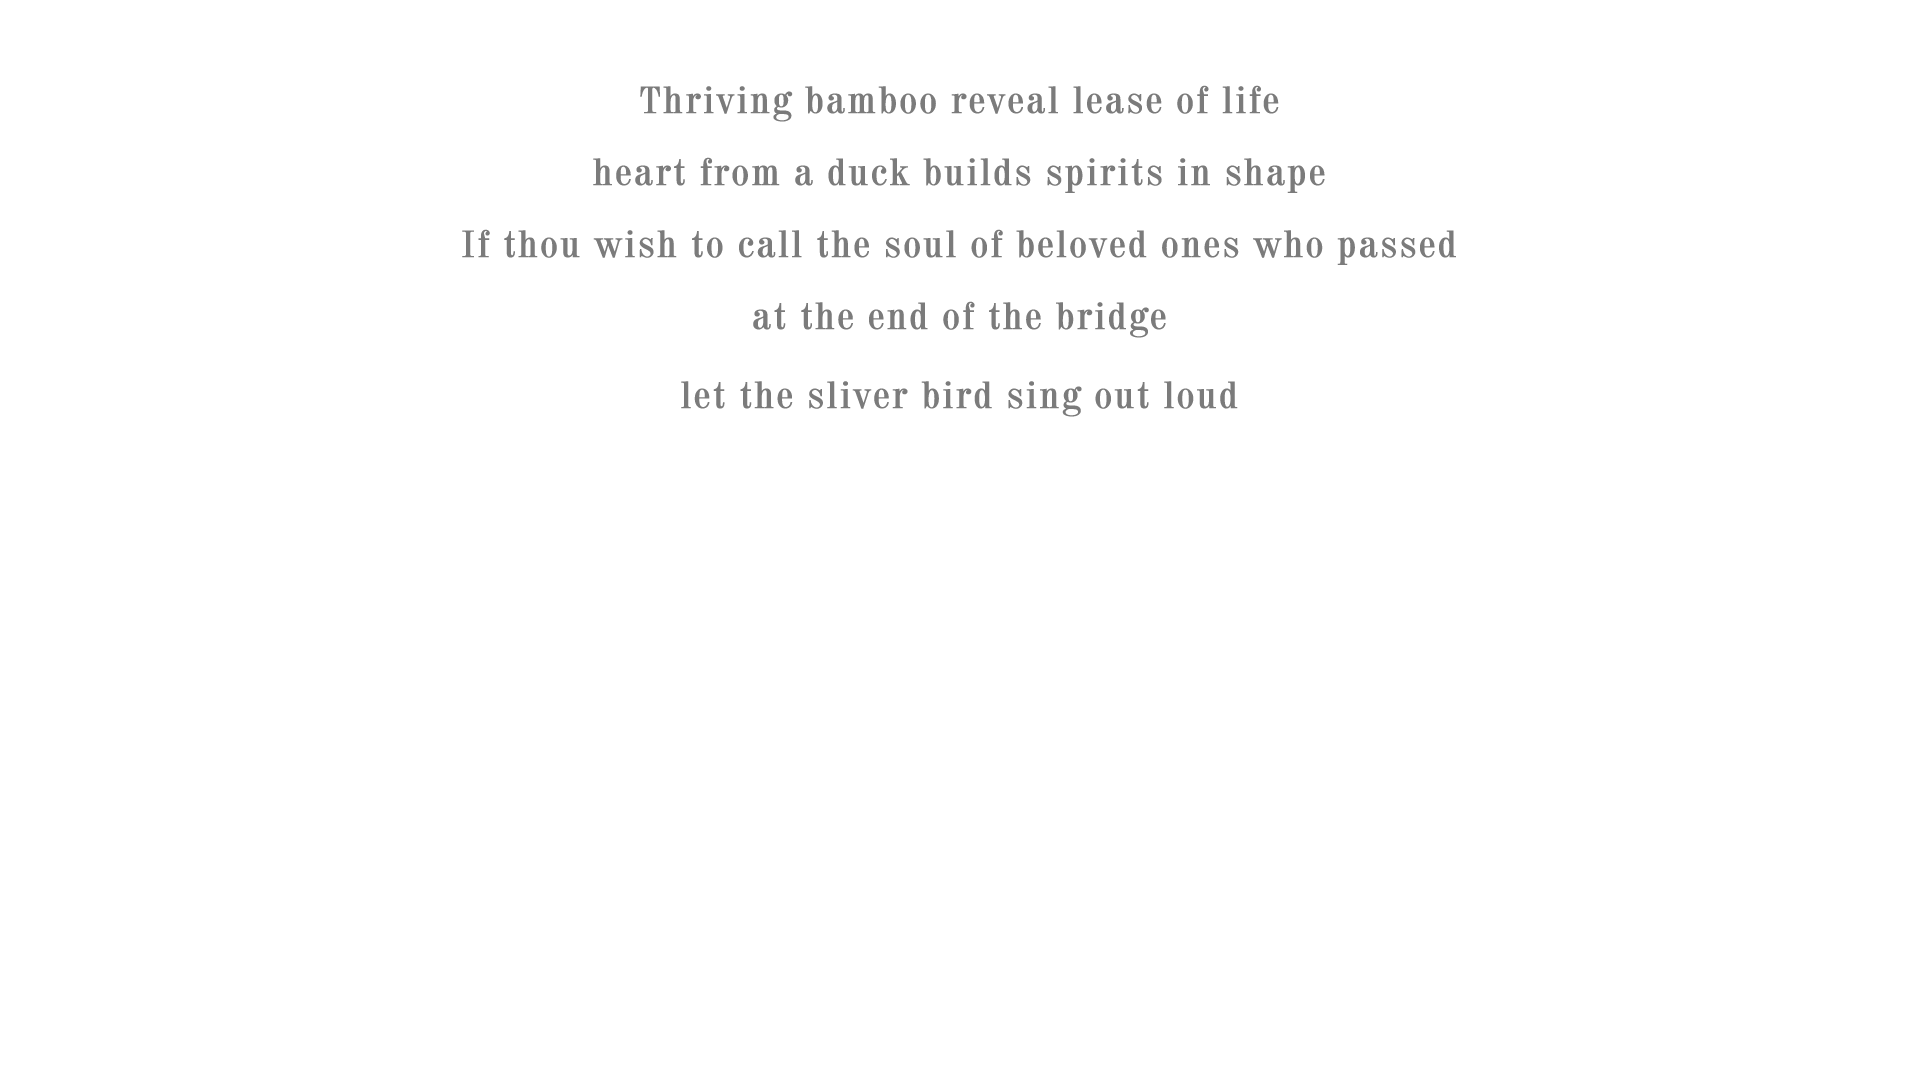 Thriving bamboo reveal lease of life
heart from a duck builds spirits in shape
If thou wish to call the soul of beloved ones who passed
at the end of the bridge
let the sliver bird sing out loud